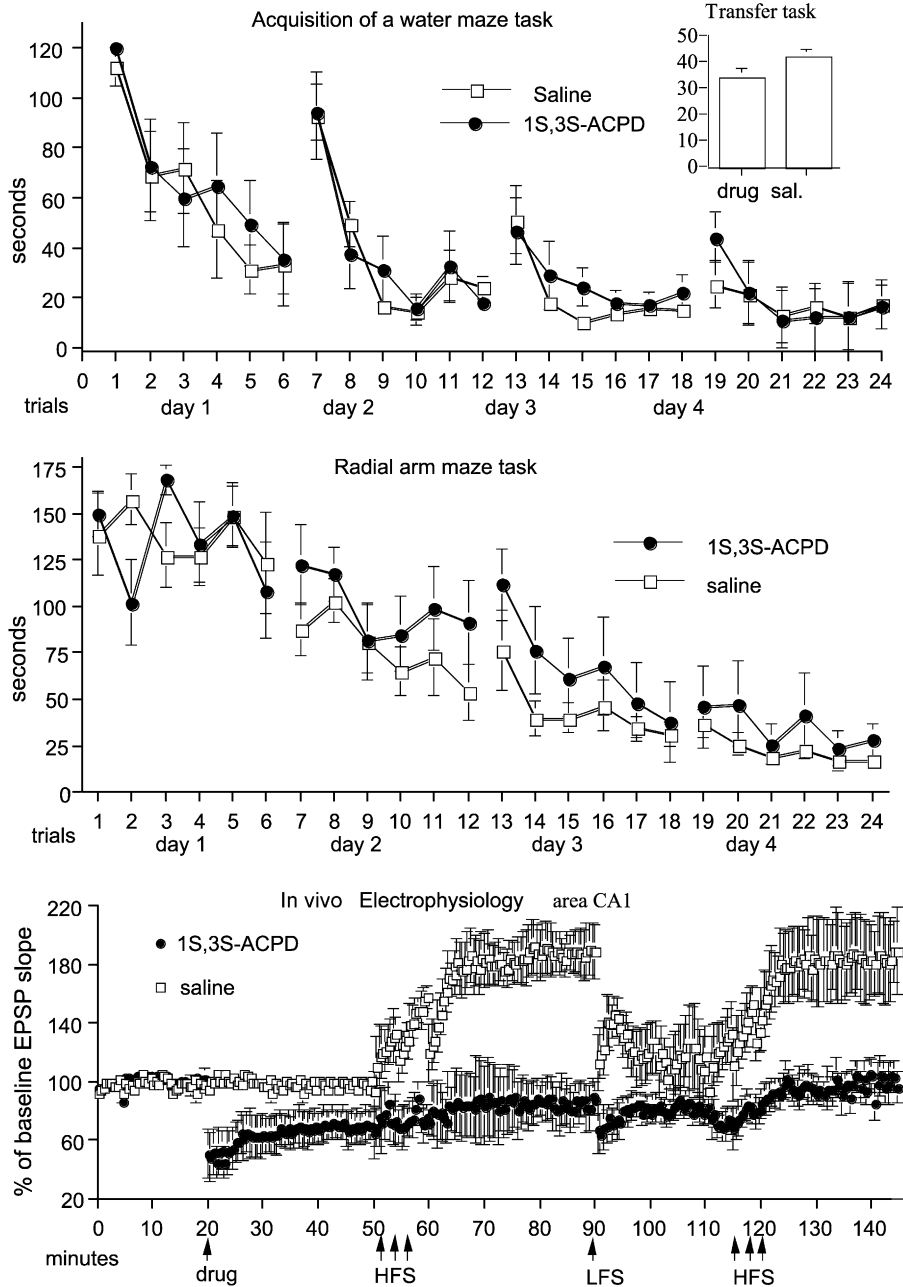 Acquisition of a water maze task
Transfer task
120
100
80
60
40
20
0
seconds
Saline
1S,3S-ACPD
50
40
30
20
10
0
drug sal.
0 1 2 3 4 5 6 7 8 9 10 11 12 13 14 15 16 17 18 19 20 21 22 23 24
trials day 1 day 2 day 3 day 4
Radial arm maze task
175
150
125
100
75
50
25
0
seconds
1S,3S-ACPD
saline
1 2 3 4 5 6 7 8 9 10 11 12 13 14 15 16 17 18 19 20 21 22 23 24
trials day 1 day 2 day 3 day 4
In vivo Electrophysiology area CA1
220
180
140
100
60
20
% of baseline EPSP slope
1S,3S-ACPD
saline
0 10 20 30 40 50 60 70 80 90 100 110 120 130 140
minutes drug HFS LFS HFS